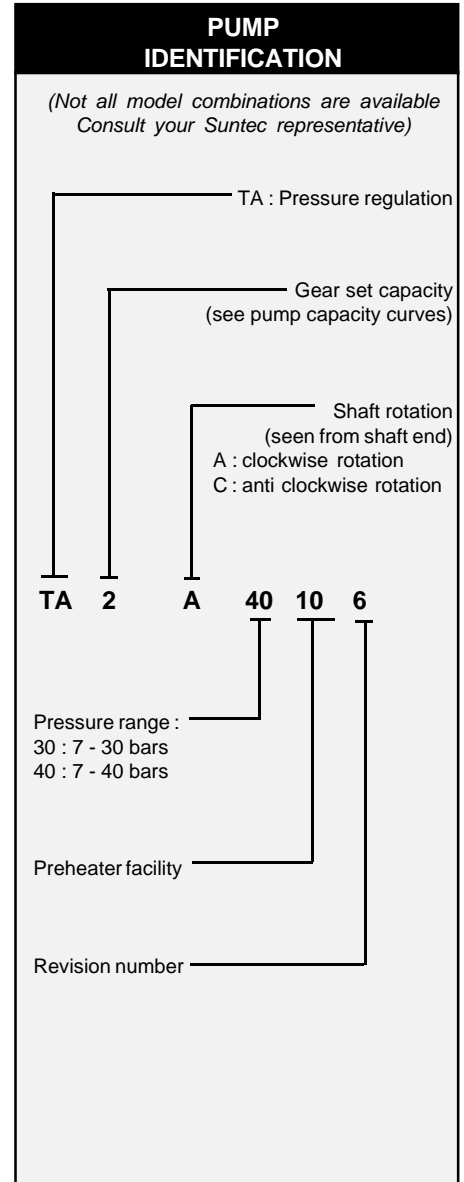 PUMP
IDENTIFICATION
(Not all model combinations are available
Consult your Suntec representative)
TA : Pressure regulation
Gear set capacity
(see pump capacity curves)
Shaft rotation
(seen from shaft end)
A : clockwise rotation
C : anti clockwise rotation
TA 2 A 40 10 6
Pressure range :
30 : 7 - 30 bars
40 : 7 - 40 bars
Preheater facility
Revision number